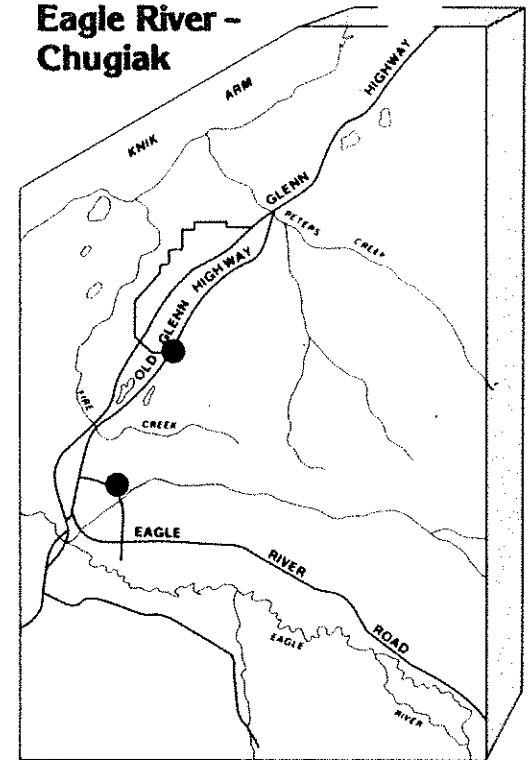 Eagle River –
Chugiak
KNIK ARM
HIGHWAY
GLENN
PETERS CREEK
OLD GLENN HIGHWAY
FIRE CREEK
EAGLE RIVER ROAD
EAGLE RIVER